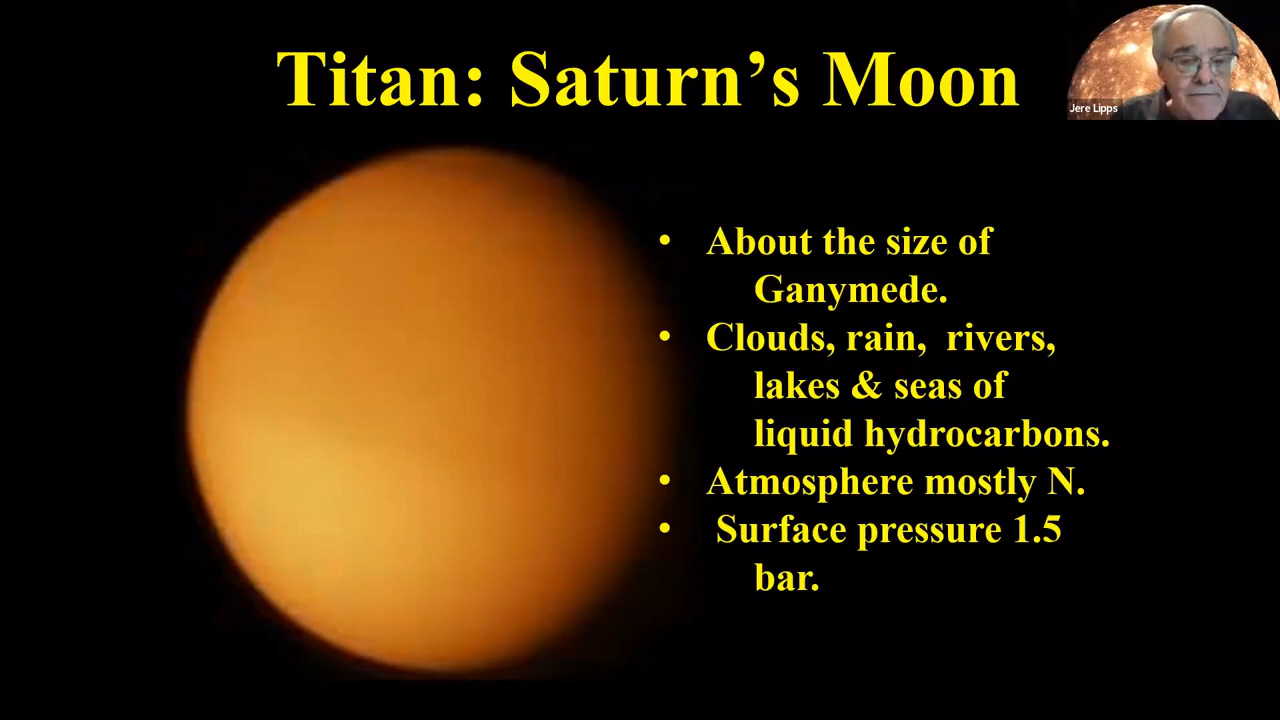 Titan: Saturn’s Moon
Jere Lipps
• About the size of
Ganymede.
• Clouds, rain,  rivers,
lakes & seas of
liquid hydrocarbons.
• Atmosphere mostly N.
• Surface pressure 1.5
bar.